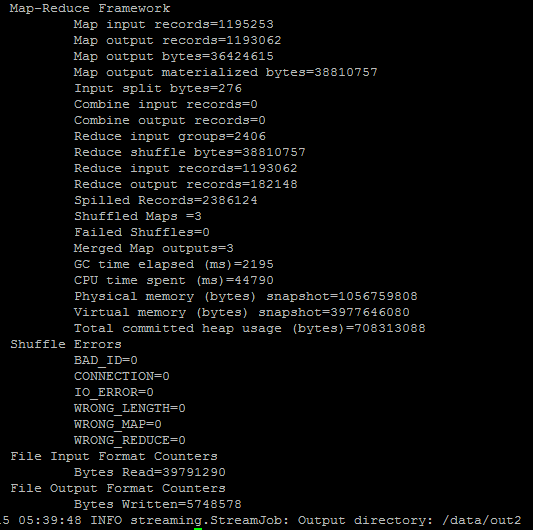 Map-Reduce Framework
Map input records=1195253
Map output records=1193062
Map output bytes=36424615
Map output materialized bytes=38810757
Input split bytes=276
Combine input records=0
Combine output records=0
Reduce input groups=2406
Reduce shuffle bytes=38810757
Reduce input records=1193062
Reduce output records=182148
Spilled Records=2386124
Shuffled Maps =3
Failed Shuffles=0
Merged Map outputs=3
GC time elapsed (ms)=2195
CPU time spent (ms)=44790
Physical memory (bytes) snapshot=1056759808
Virtual memory (bytes) snapshot=3977646080
Total committed heap usage (bytes)=708313088
Shuffle Errors
BAD_ID=0
CONNECTION=0
IO_ERROR=0
WRONG_LENGTH=0
WRONG_MAP=0
WRONG_REDUCE=0
File Input Format Counters
Bytes Read=39791290
File Output Format Counters
Bytes Written=5748578
5 05:39:48 INFO streaming.StreamJob: Output directory: /data/out2